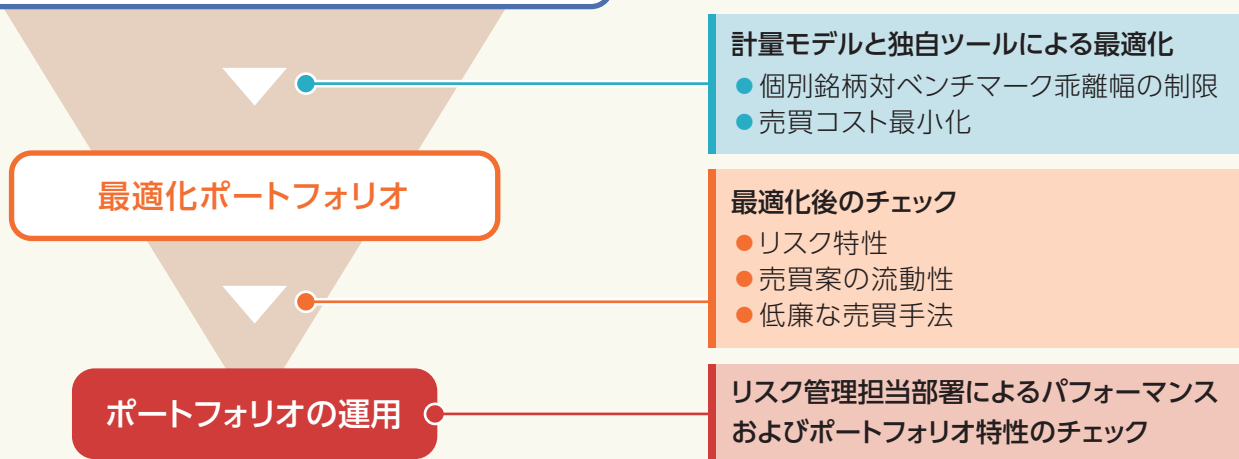 計量モデルと独自ツールによる最適化
●個別銘柄対ベンチマーク乖離幅の制限
●売買コスト最小化
最適化ポートフォリオ
最適化後のチェック
●リスク特性
●売買案の流動性
●低廉な売買手法
ポートフォリオの運用
リスク管理担当部署によるパフォーマンス
およびポートフォリオ特性のチェック